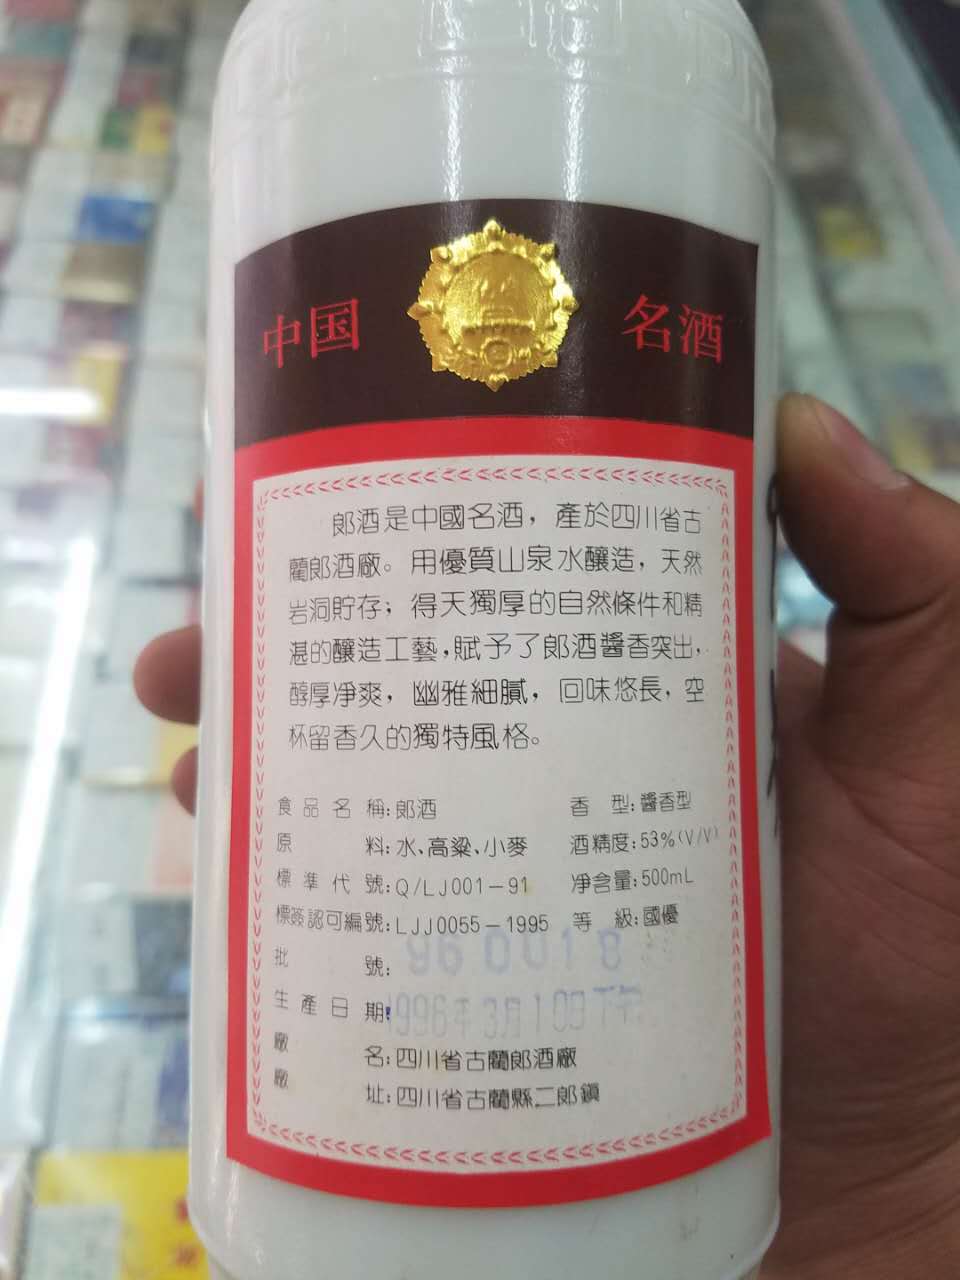 中国 名酒
郎酒是中國名酒，產於四川省古
藺郎酒廠。用優質山泉水釀造，天然
岩洞貯存；得天獨厚的自然條件和精
湛的釀造工藝，賦予了郎酒醬香突出，
醇厚凈爽，幽雅細膩，回味悠長，空
杯留香久的獨特風格。
食品名稱：郎酒 香型：醬香型
原料：水、高粱、小麥 酒精度：53%(V/V)
標準代號：Q/LJ001－91 凈含量：500mL
標簽認可編號：LJJ0055－1995 等級：國優
批號：960018
生產日期：1996年3月10日下午
廠名：四川省古藺郎酒廠
廠址：四川省古藺縣二郎鎮